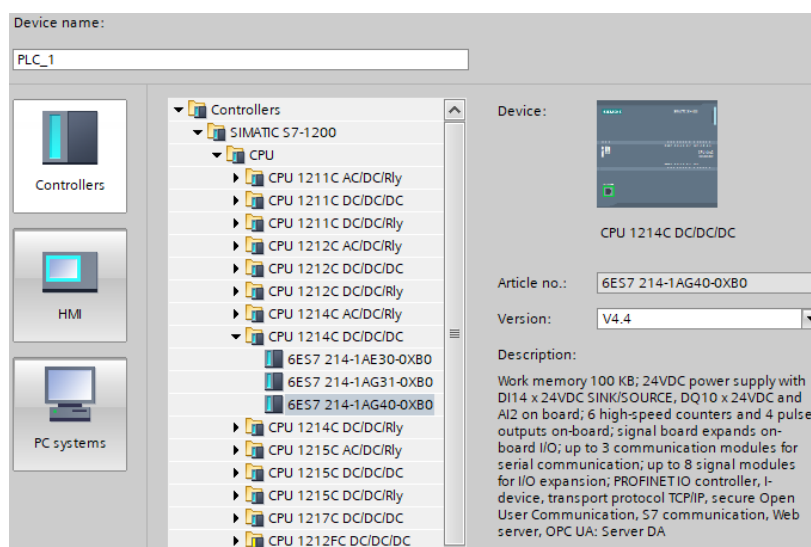 Device name:
PLC_1
Controllers
HMI
PC systems
Controllers
SIMATIC S7-1200
CPU
CPU 1211C AC/DC/Rly
CPU 1211C DC/DC/DC
CPU 1211C DC/DC/Rly
CPU 1212C AC/DC/Rly
CPU 1212C DC/DC/DC
CPU 1212C DC/DC/Rly
CPU 1214C AC/DC/Rly
CPU 1214C DC/DC/DC
6ES7 214-1AE30-0XB0
6ES7 214-1AG31-0XB0
6ES7 214-1AG40-0XB0
CPU 1214C DC/DC/Rly
CPU 1215C AC/DC/Rly
CPU 1215C DC/DC/DC
CPU 1215C DC/DC/Rly
CPU 1217C DC/DC/DC
CPU 1212FC DC/DC/DC
Device:
CPU 1214C DC/DC/DC
Article no.:
6ES7 214-1AG40-0XB0
Version:
V4.4
Description:
Work memory 100 KB; 24VDC power supply with
DI14 x 24VDC SINK/SOURCE, DQ10 x 24VDC and
AI2 on board; 6 high-speed counters and 4 pulse
outputs on-board; signal board expands on-
board I/O; up to 3 communication modules for
serial communication; up to 8 signal modules
for I/O expansion; PROFINET IO controller, I-
device, transport protocol TCP/IP, secure Open
User Communication, S7 communication, Web
server, OPC UA: Server DA